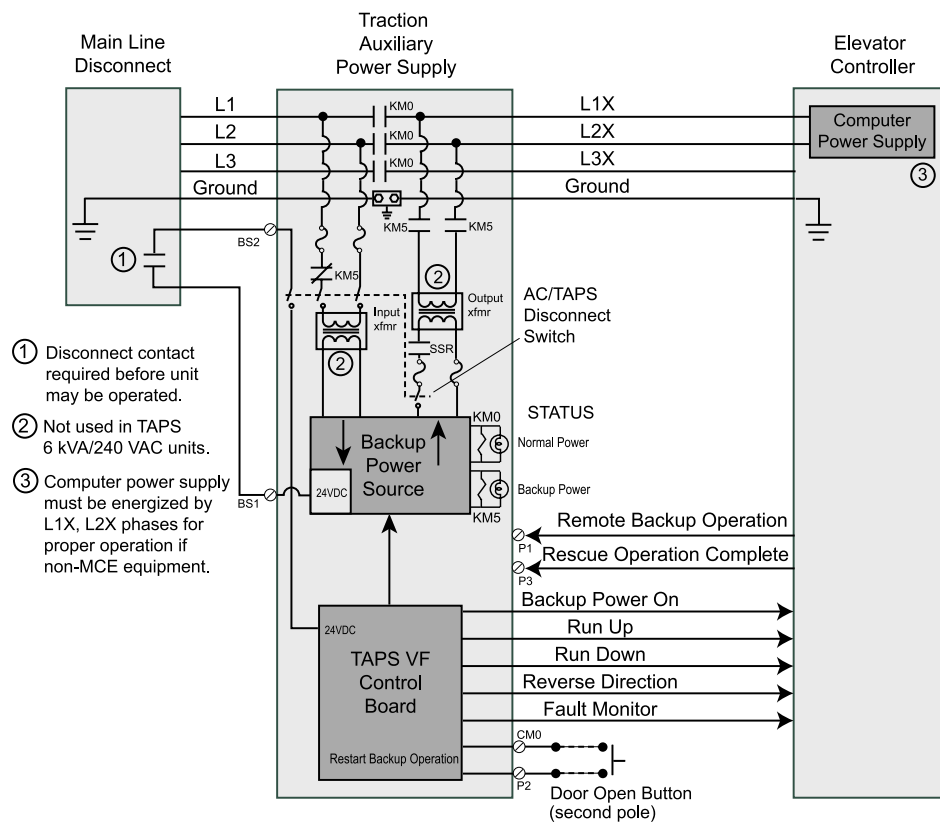 Main Line
Disconnect
Traction
Auxiliary
Power Supply
Elevator
Controller
L1
KM0
L1X
L2
KM0
L2X
L3
KM0
L3X
Ground
Ground
Computer
Power Supply
3
BS2
KM5
KM5
1
KM5
2
Input
xfmr
Output
xfmr
2
SSR
AC/TAPS
Disconnect
Switch
1 Disconnect contact
required before unit
may be operated.
2 Not used in TAPS
6 kVA/240 VAC units.
3 Computer power supply
must be energized by
L1X, L2X phases for
proper operation if
non-MCE equipment.
STATUS
KM0
Normal Power
Backup
Power
Source
24VDC
BS1
Backup Power
KM5
Remote Backup Operation
P1
Rescue Operation Complete
P3
Backup Power On
Run Up
Run Down
Reverse Direction
Fault Monitor
24VDC
TAPS VF
Control
Board
Restart Backup Operation
CM0
P2
Door Open Button
(second pole)